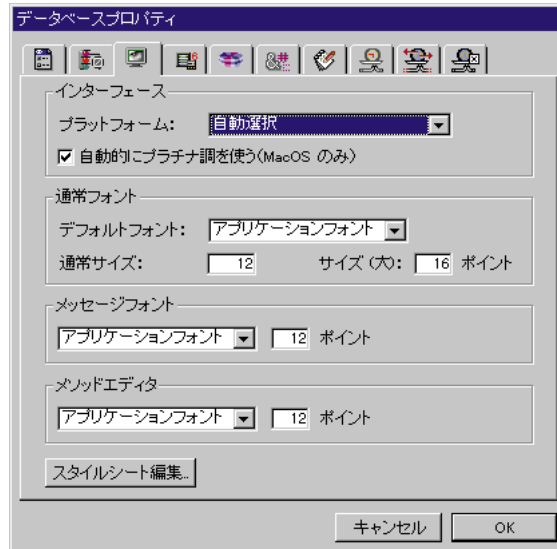 データベースプロパティ
インターフェース
プラットフォーム: 自動選択
自動的にプラチナ調を使う(MacOS のみ)
通常フォント
デフォルトフォント: アプリケーションフォント
通常サイズ: 12 サイズ(大): 16 ポイント
メッセージフォント
アプリケーションフォント 12 ポイント
メソッドエディタ
アプリケーションフォント 12 ポイント
スタイルシート編集..
キャンセル OK